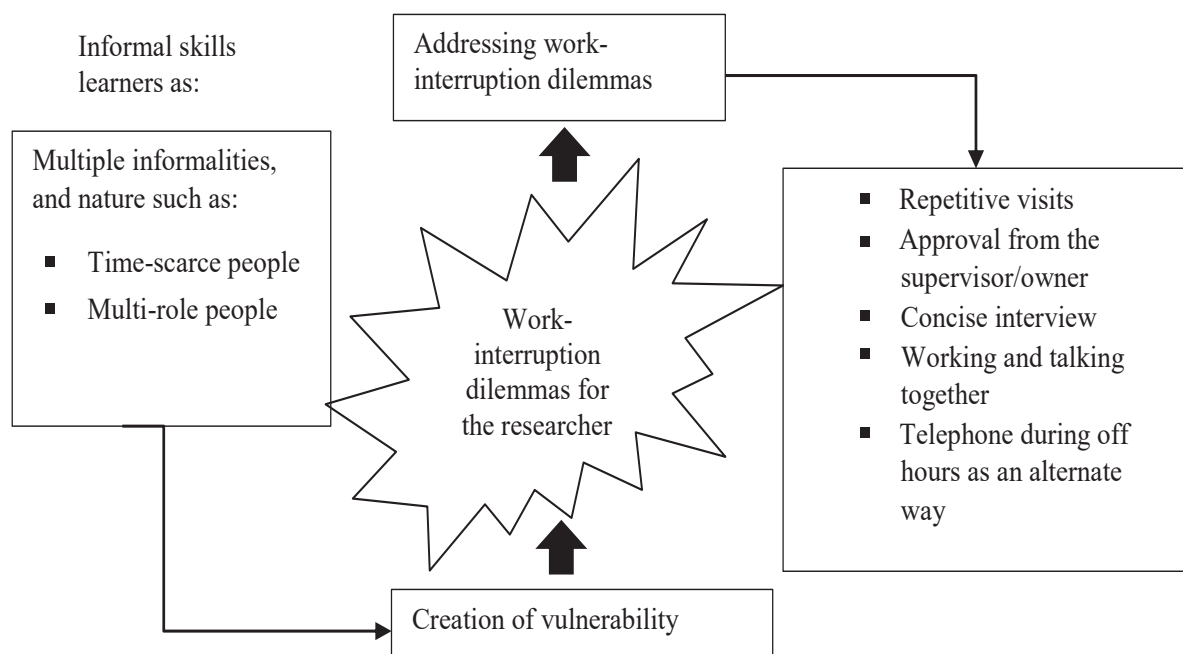 Informal skills
learners as:
Multiple informalities,
and nature such as:
▪ Time-scarce people
▪ Multi-role people
Addressing work-
interruption dilemmas
Work-
interruption
dilemmas for
the researcher
Creation of vulnerability
▪ Repetitive visits
▪ Approval from the
supervisor/owner
▪ Concise interview
▪ Working and talking
together
▪ Telephone during off
hours as an alternate
way